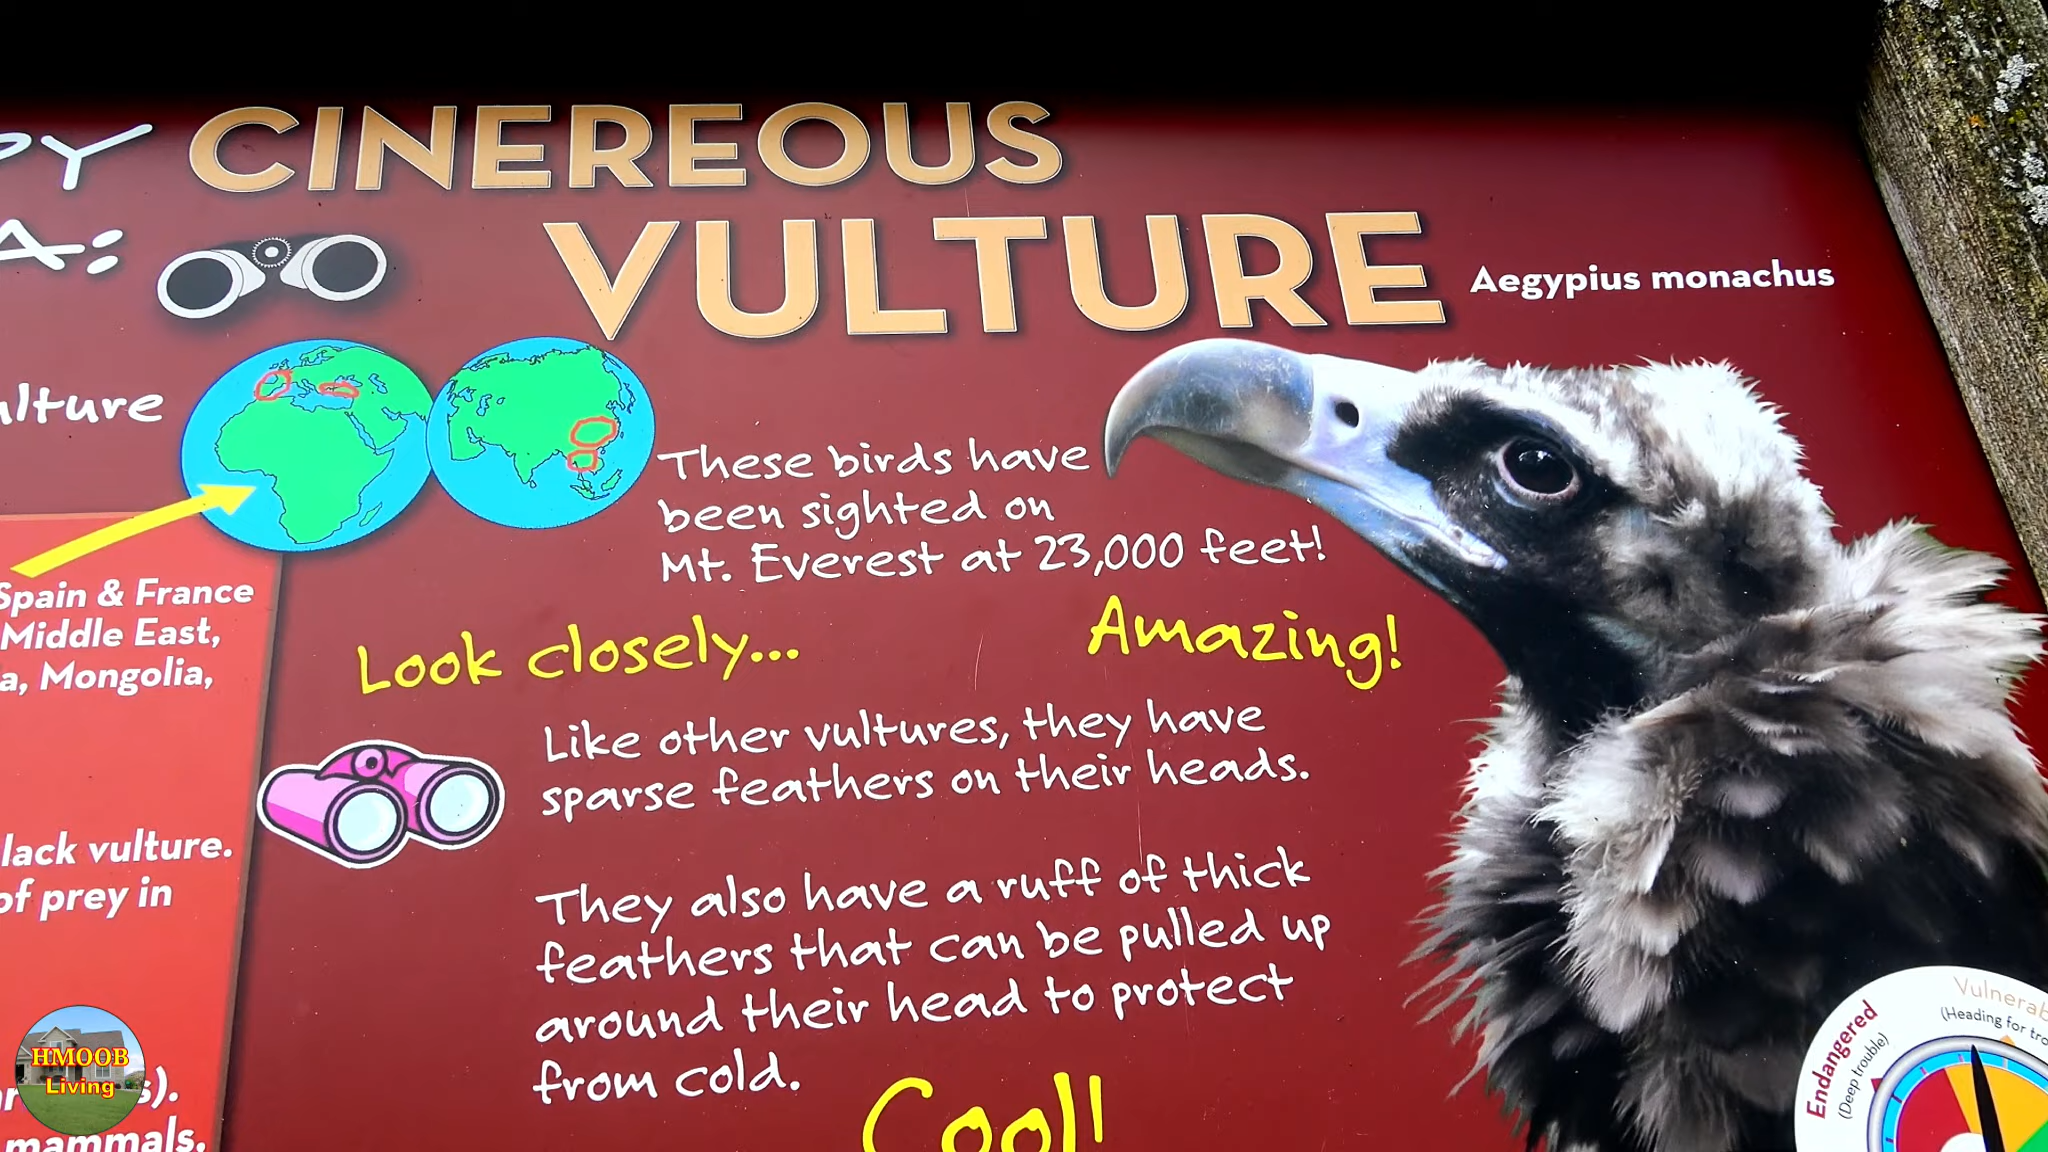 CINEREOUS
VULTURE
Aegypius monachus
These birds have
been sighted on
Mt. Everest at 23,000 feet!
Amazing!
Spain & France
Middle East,
Mongolia,
Look closely...
Like other vultures, they have
sparse feathers on their heads.
They also have a ruff of thick
feathers that can be pulled up
around their head to protect
from cold.
Cool!
vulture.
of prey in
mammals.
HMOOB
Living
Endangered
(Deep trouble)
(Heading for